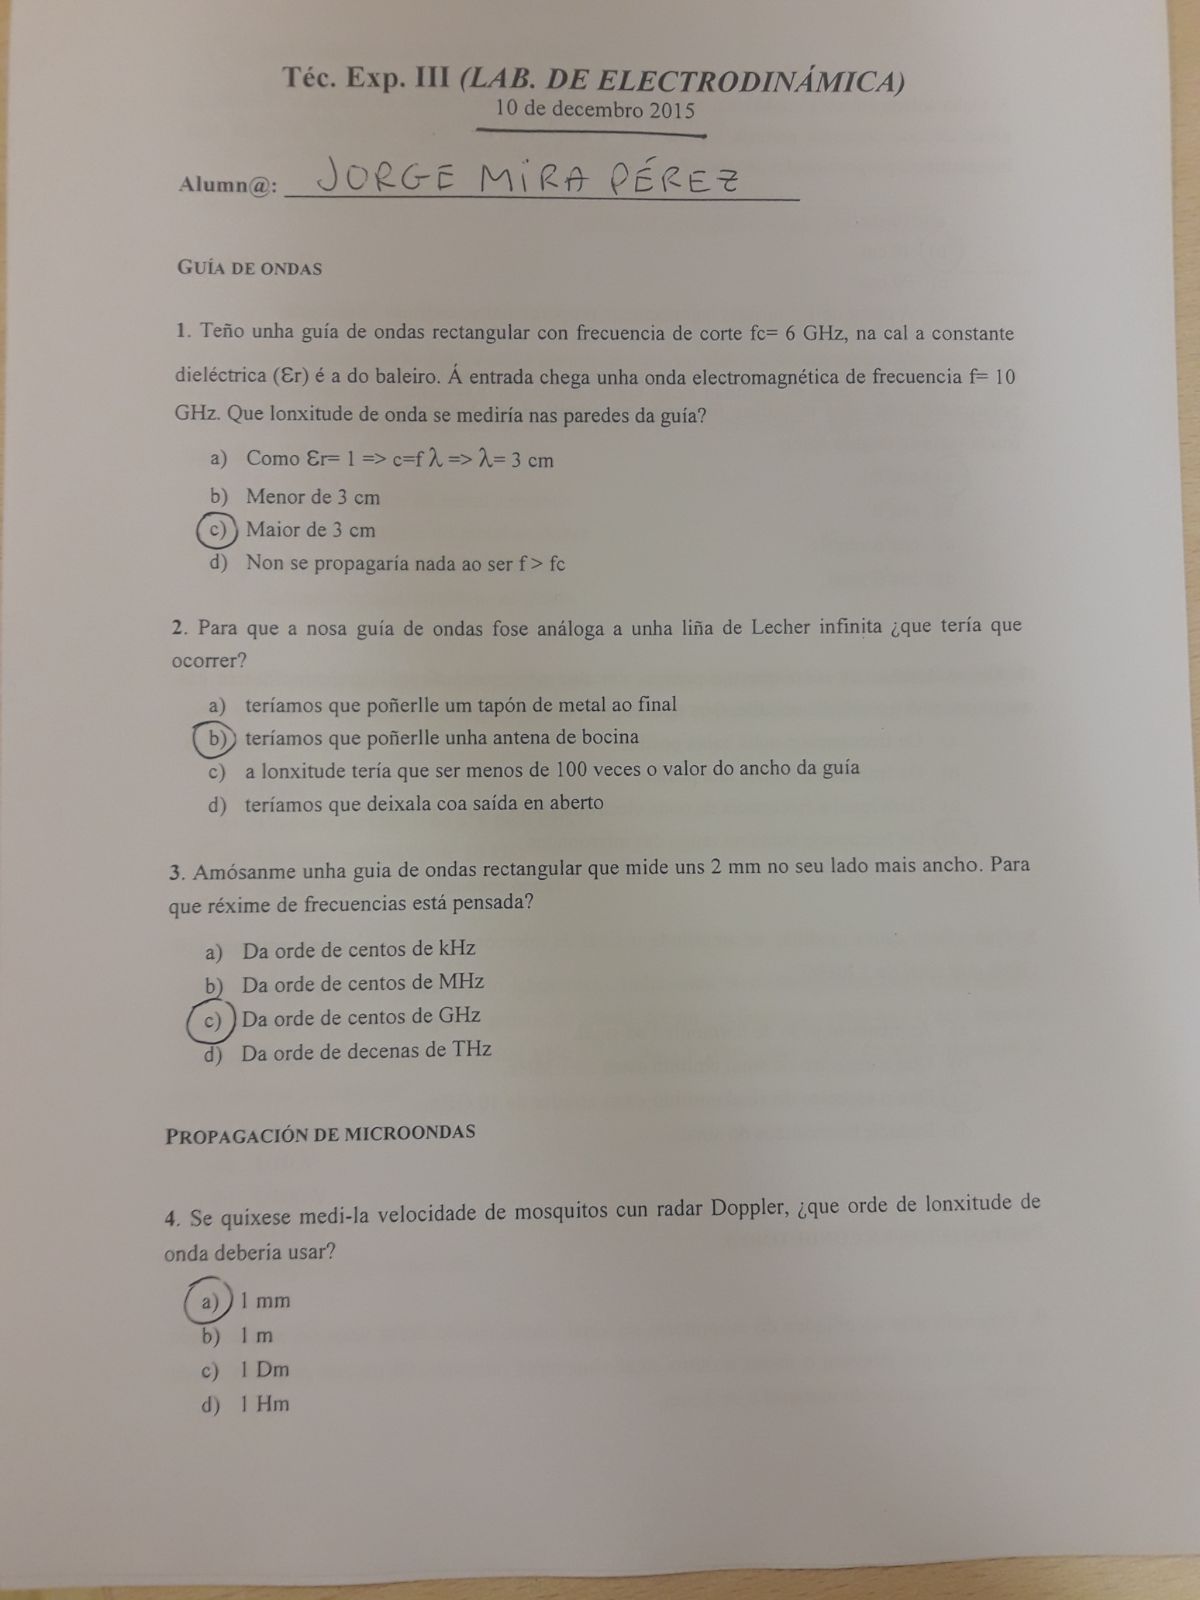 Téc. Exp. III (LAB. DE ELECTRODINÁMICA)
10 de decembro 2015
Alumn@: JORGE MIRA PÉREZ
GUÍA DE ONDAS
1. Teño unha guía de ondas rectangular con frecuencia de corte fc= 6 GHz, na cal a constante
dieléctrica (Ɛr) é a do baleiro. Á entrada chega unha onda electromagnética de frecuencia f= 10
GHz. Que lonxitude de onda se mediría nas paredes da guía?
a) Como Ɛr= 1 => c=f λ => λ= 3 cm
b) Menor de 3 cm
c) Maior de 3 cm
d) Non se propagaría nada ao ser f > fc
2. Para que a nosa guía de ondas fose análoga a unha liña de Lecher infinita ¿que tería que
ocorrer?
a) teríamos que poñerlle um tapón de metal ao final
b) teríamos que poñerlle unha antena de bocina
c) a lonxitude tería que ser menos de 100 veces o valor do ancho da guía
d) teríamos que deixala coa saída en aberto
3. Amósanme unha guia de ondas rectangular que mide uns 2 mm no seu lado mais ancho. Para
que réxime de frecuencias está pensada?
a) Da orde de centos de kHz
b) Da orde de centos de MHz
c) Da orde de centos de GHz
d) Da orde de decenas de THz
PROPAGACIÓN DE MICROONDAS
4. Se quixese medi-la velocidade de mosquitos cun radar Doppler, ¿que orde de lonxitude de
onda deberia usar?
a) 1 mm
b) 1 m
c) 1 Dm
d) 1 Hm